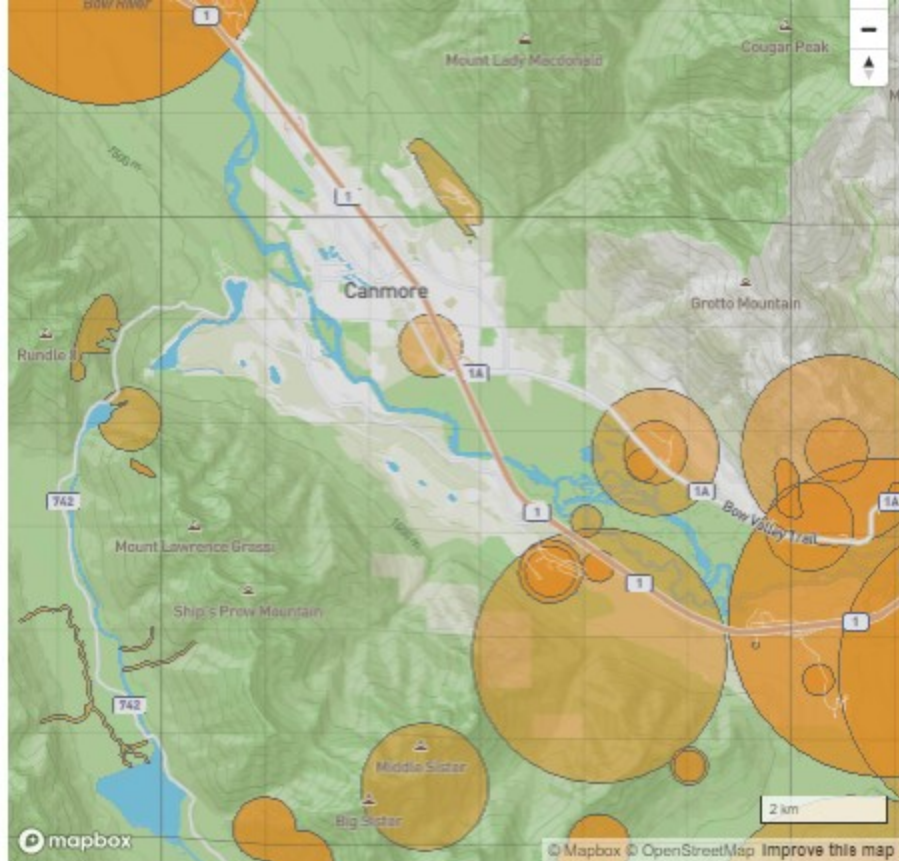 Bow River
1
Cougar Peak
Mount Lady Macdonald
M
1500 m
1
Canmore
Grotto Mountain
Rundle
1A
742
1A
1A
Bow Valley Trail
1
Mount Lawrence Grassi
1
Ship's Prow Mountain
1
742
Middle Sister
Big Sister
2 km
mapbox
© Mapbox © OpenStreetMap Improve this map